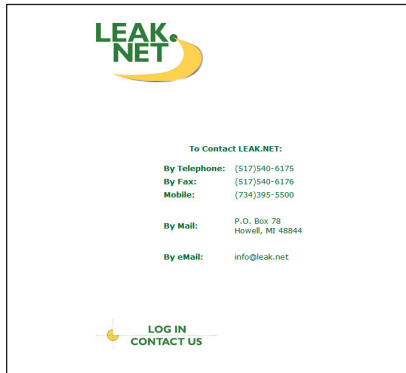 LEAK.
NET
To Contact LEAK.NET:
By Telephone: (517)540-6175
By Fax: (517)540-6176
Mobile: (734)395-5500
By Mail: P.O. Box 78
Howell, MI 48844
By eMail: info@leak.net
LOG IN
CONTACT US